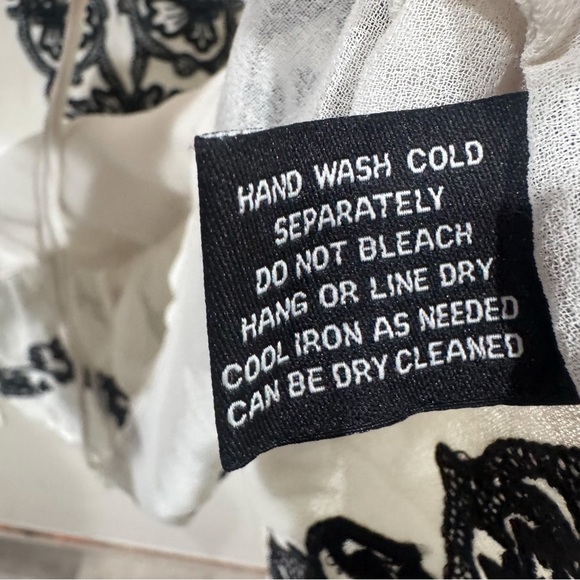 HAND WASH COLD
SEPARATELY
DO NOT BLEACH
HANG OR LINE DRY
COOL IRON AS NEEDED
CAN BE DRY CLEANED